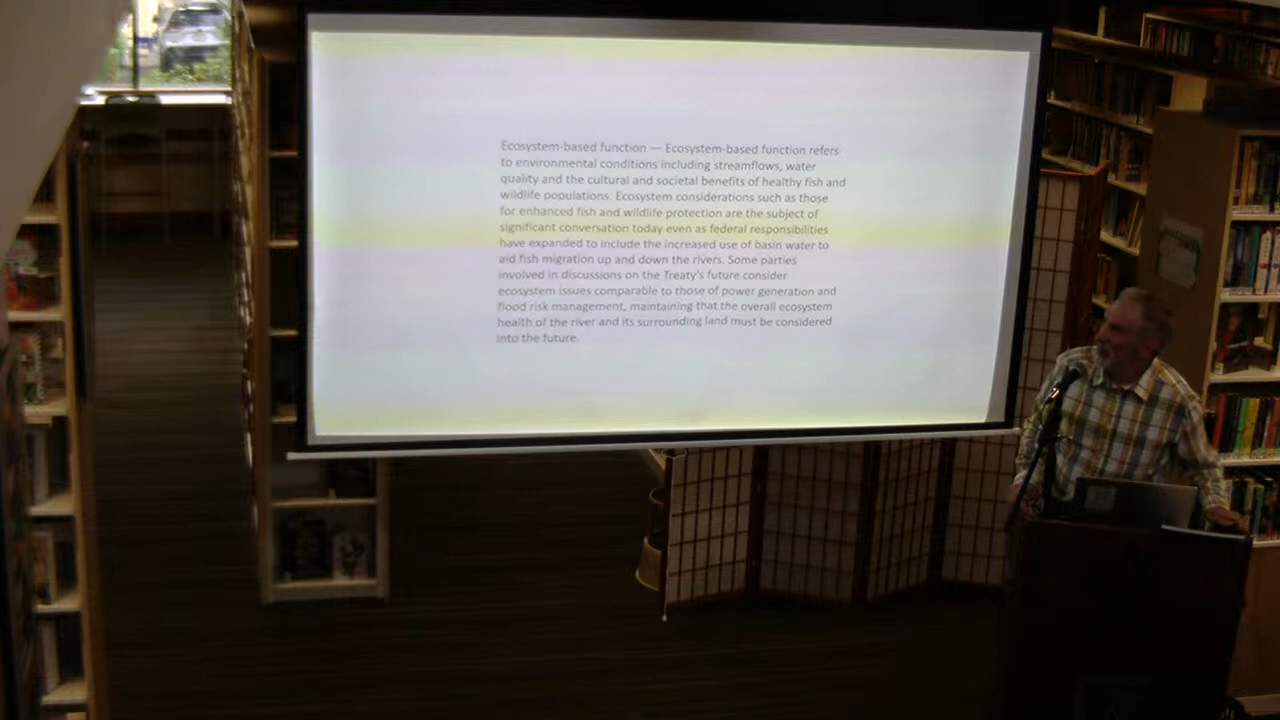 Ecosystem-based function — Ecosystem-based function refers
to environmental conditions including streamflows, water
quality and the cultural and societal benefits of healthy fish and
wildlife populations. Ecosystem considerations such as those
for enhanced fish and wildlife protection are the subject of
significant conversation today even as federal responsibilities
have expanded to include the increased use of basin water to
aid fish migration up and down the rivers. Some parties
involved in discussions on the Treaty's future consider
ecosystem issues comparable to those of power generation and
flood risk management, maintaining that the overall ecosystem
health of the river and its surrounding land must be considered
into the future.